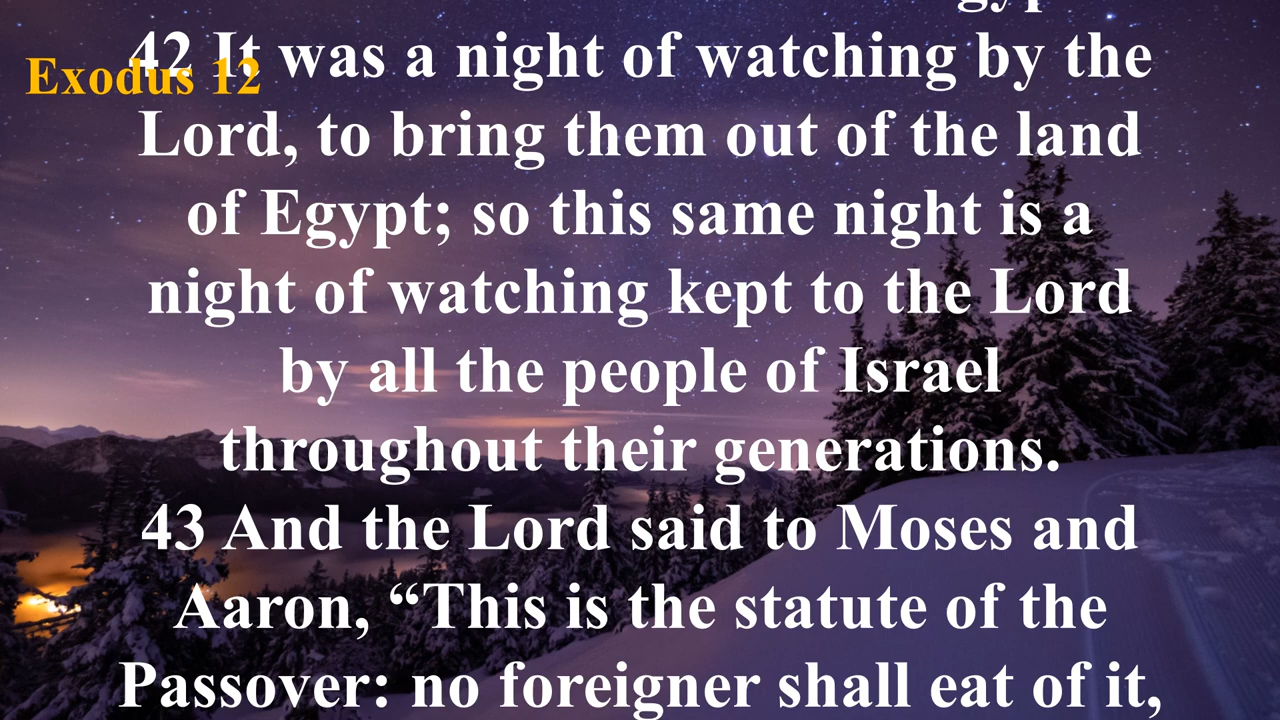 Exodus 12
42 It was a night of watching by the
Lord, to bring them out of the land
of Egypt; so this same night is a
night of watching kept to the Lord
by all the people of Israel
throughout their generations.
43 And the Lord said to Moses and
Aaron, “This is the statute of the
Passover: no foreigner shall eat of it,